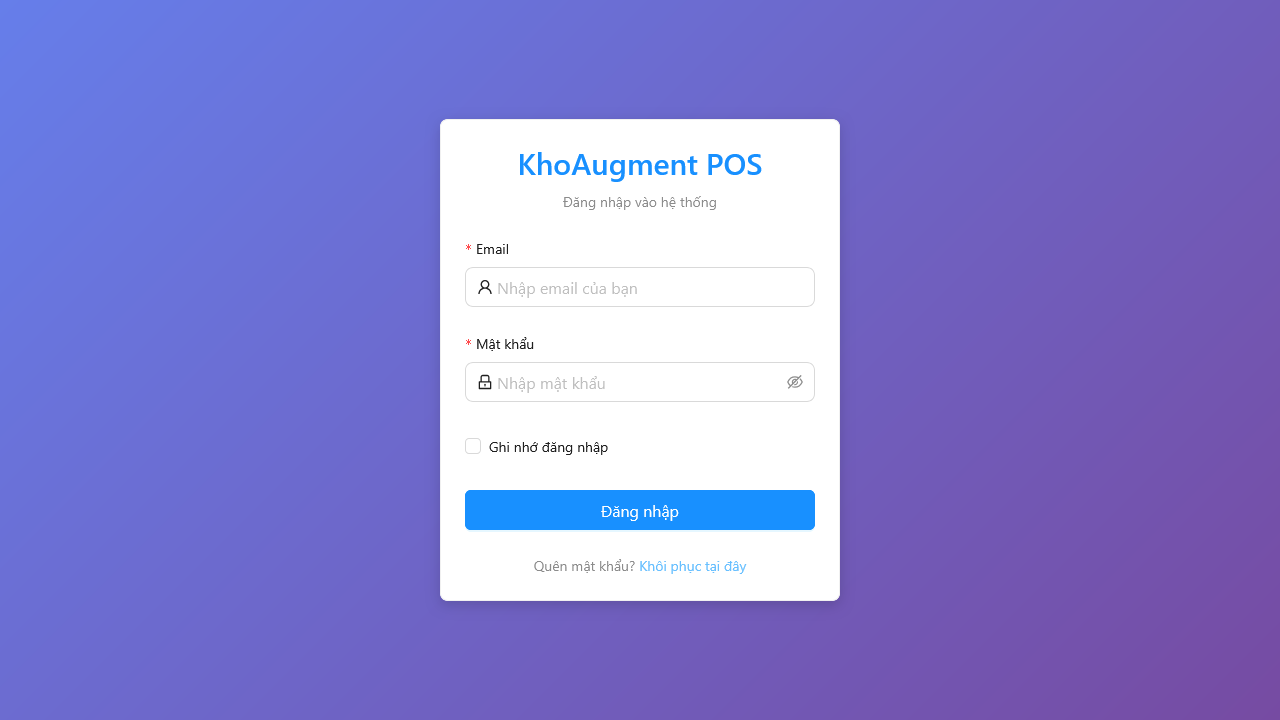 KhoAugment POS
Đăng nhập vào hệ thống
* Email
Nhập email của bạn
* Mật khẩu
Nhập mật khẩu
Ghi nhớ đăng nhập
Đăng nhập
Quên mật khẩu? Khôi phục tại đây